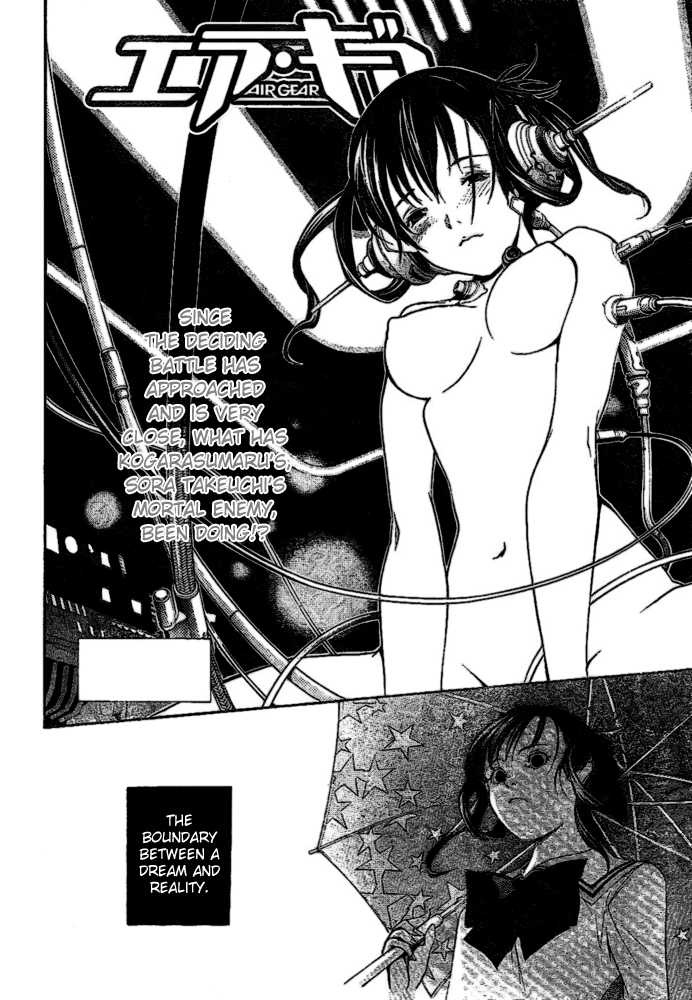 エア・ギア
AIR GEAR
SINCE
THE DECIDING
BATTLE HAS
APPROACHED
AND IS VERY
CLOSE, WHAT HAS
KOGARASUMARU'S,
SORA TAKEUCHI'S
MORTAL ENEMY,
BEEN DOING!?
THE
BOUNDARY
BETWEEN A
DREAM AND
REALITY.